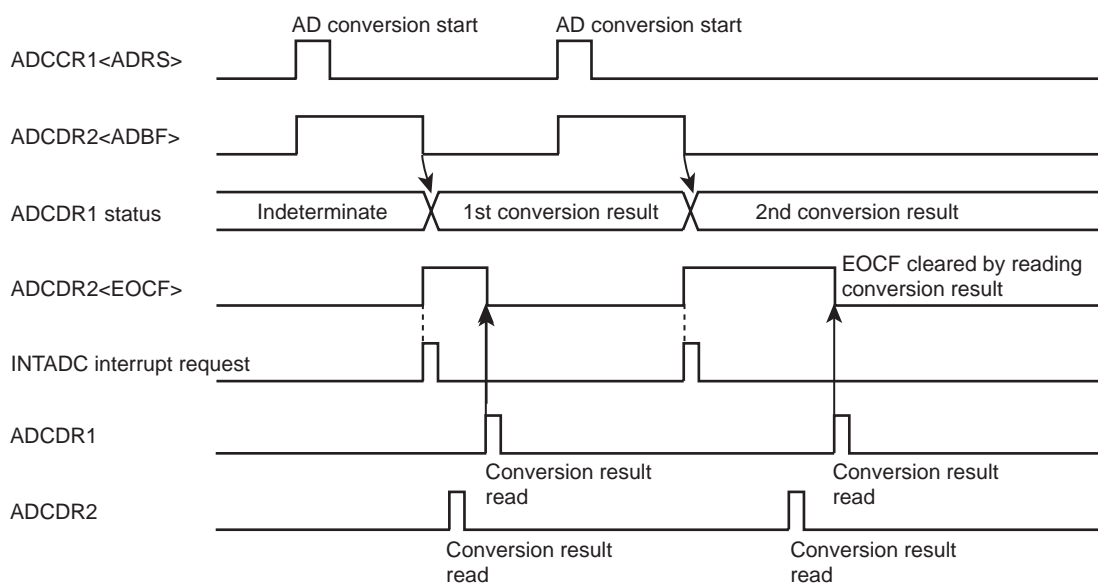 AD conversion start
AD conversion start
ADCCR1<ADRS>
ADCDR2<ADBF>
ADCDR1 status
Indeterminate
1st conversion result
2nd conversion result
ADCDR2<EOCF>
EOCF cleared by reading
conversion result
INTADC interrupt request
ADCDR1
Conversion result
read
Conversion result
read
ADCDR2
Conversion result
read
Conversion result
read